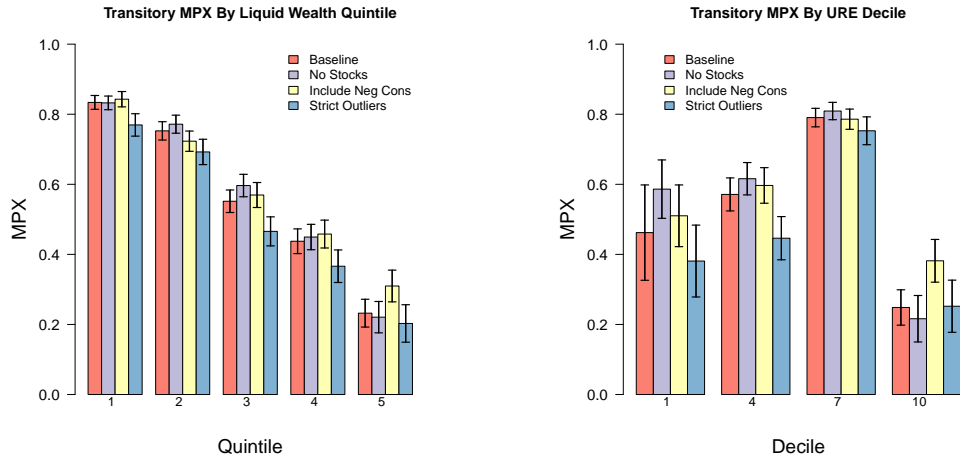 Transitory MPX By Liquid Wealth Quintile
1.0
0.8
0.6
0.4
0.2
0.0
MPX
Baseline
No Stocks
Include Neg Cons
Strict Outliers
1 2 3 4 5
Quintile
Transitory MPX By URE Decile
1.0
0.8
0.6
0.4
0.2
0.0
MPX
Baseline
No Stocks
Include Neg Cons
Strict Outliers
1 4 7 10
Decile